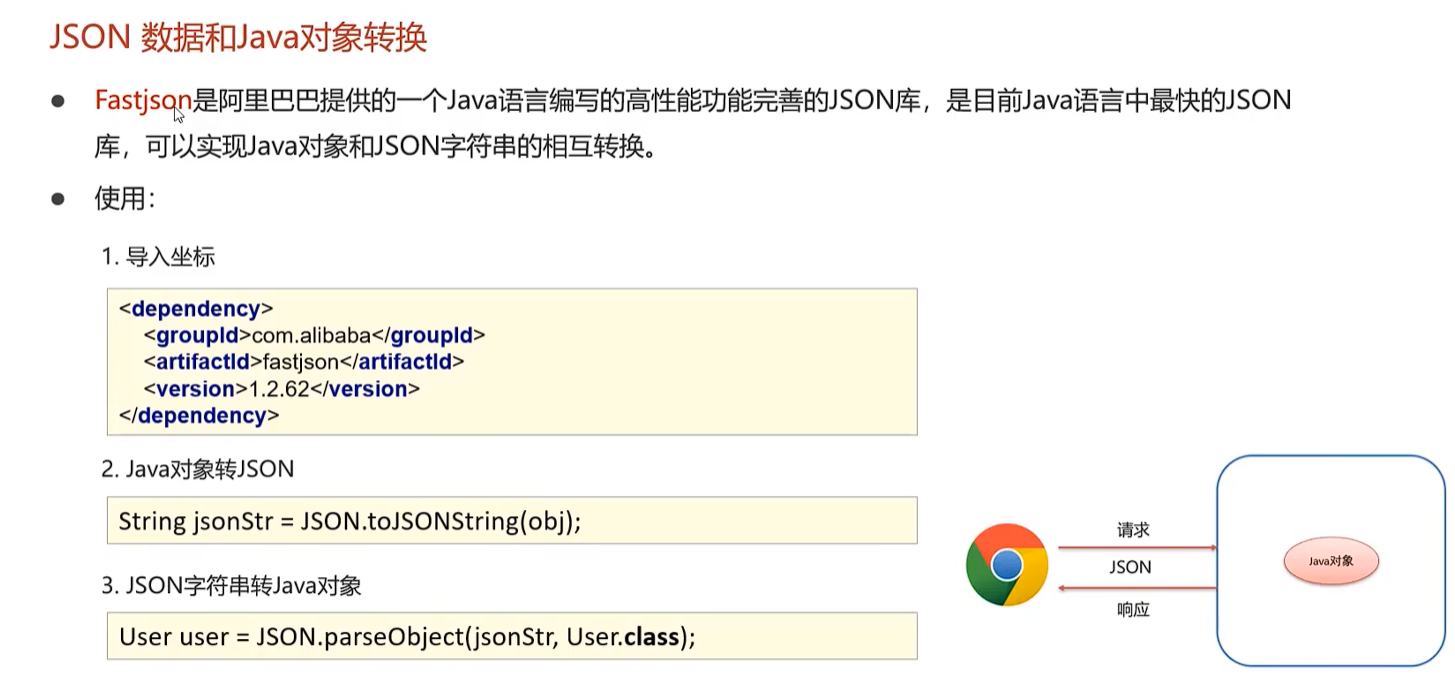 JSON 数据和Java对象转换
● Fastjson是阿里巴巴提供的一个Java语言编写的高性能功能完善的JSON库，是目前Java语言中最快的JSON
库，可以实现Java对象和JSON字符串的相互转换。
● 使用：
1. 导入坐标
<dependency>
    <groupId>com.alibaba</groupId>
    <artifactId>fastjson</artifactId>
    <version>1.2.62</version>
</dependency>
2. Java对象转JSON
String jsonStr = JSON.toJSONString(obj);
3. JSON字符串转Java对象
User user = JSON.parseObject(jsonStr, User.class);
请求
JSON
响应
Java对象